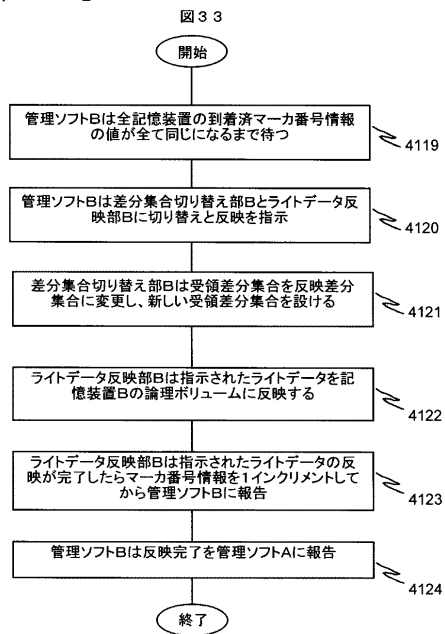 図３３
開始
管理ソフトBは全記憶装置の到着済マーカ番号情報
の値が全て同じになるまで待つ
4119
管理ソフトBは差分集合切り替え部Bとライトデータ反
映部Bに切り替えと反映を指示
4120
差分集合切り替え部Bは受領差分集合を反映差分
集合に変更し、新しい受領差分集合を設ける
4121
ライトデータ反映部Bは指示されたライトデータを記
憶装置Bの論理ボリュームに反映する
4122
ライトデータ反映部Bは指示されたライトデータの反
映が完了したらマーカ番号情報を１インクリメントして
から管理ソフトBに報告
4123
管理ソフトBは反映完了を管理ソフトAに報告
4124
終了